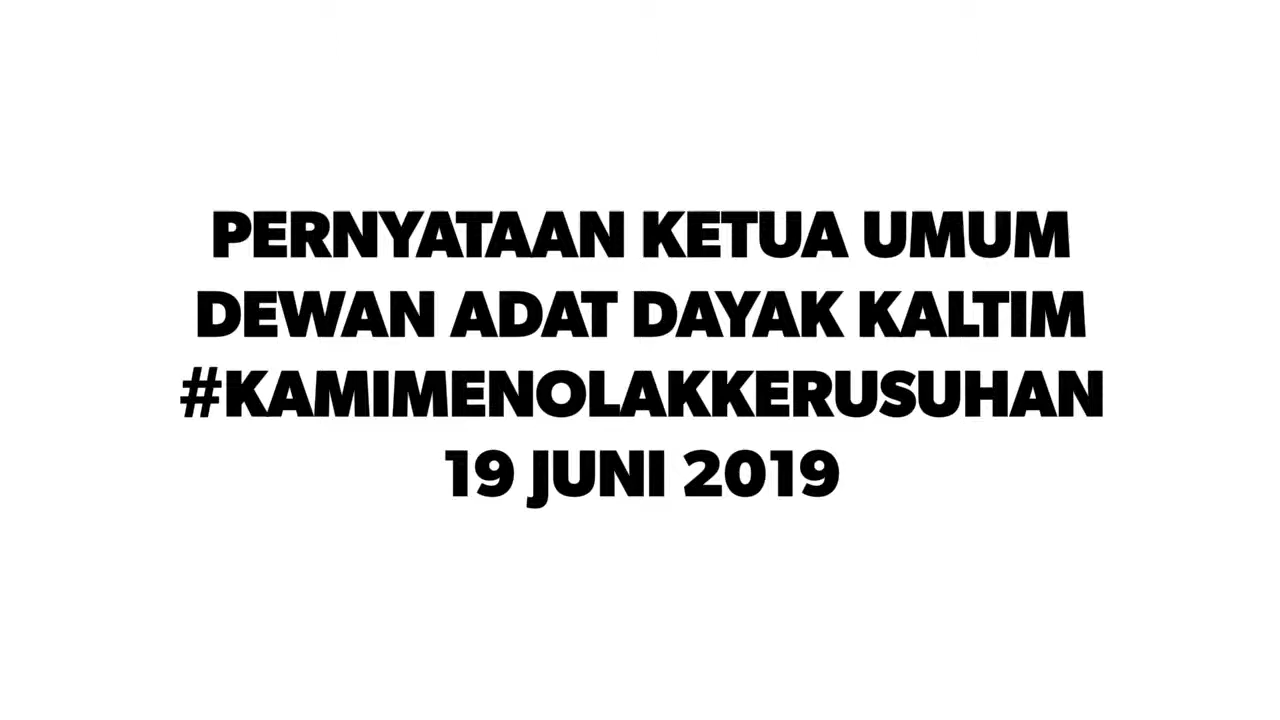 PERNYATAAN KETUA UMUM
DEWAN ADAT DAYAK KALTIM
#KAMIMENOLAKKERUSUHAN
19 JUNI 2019